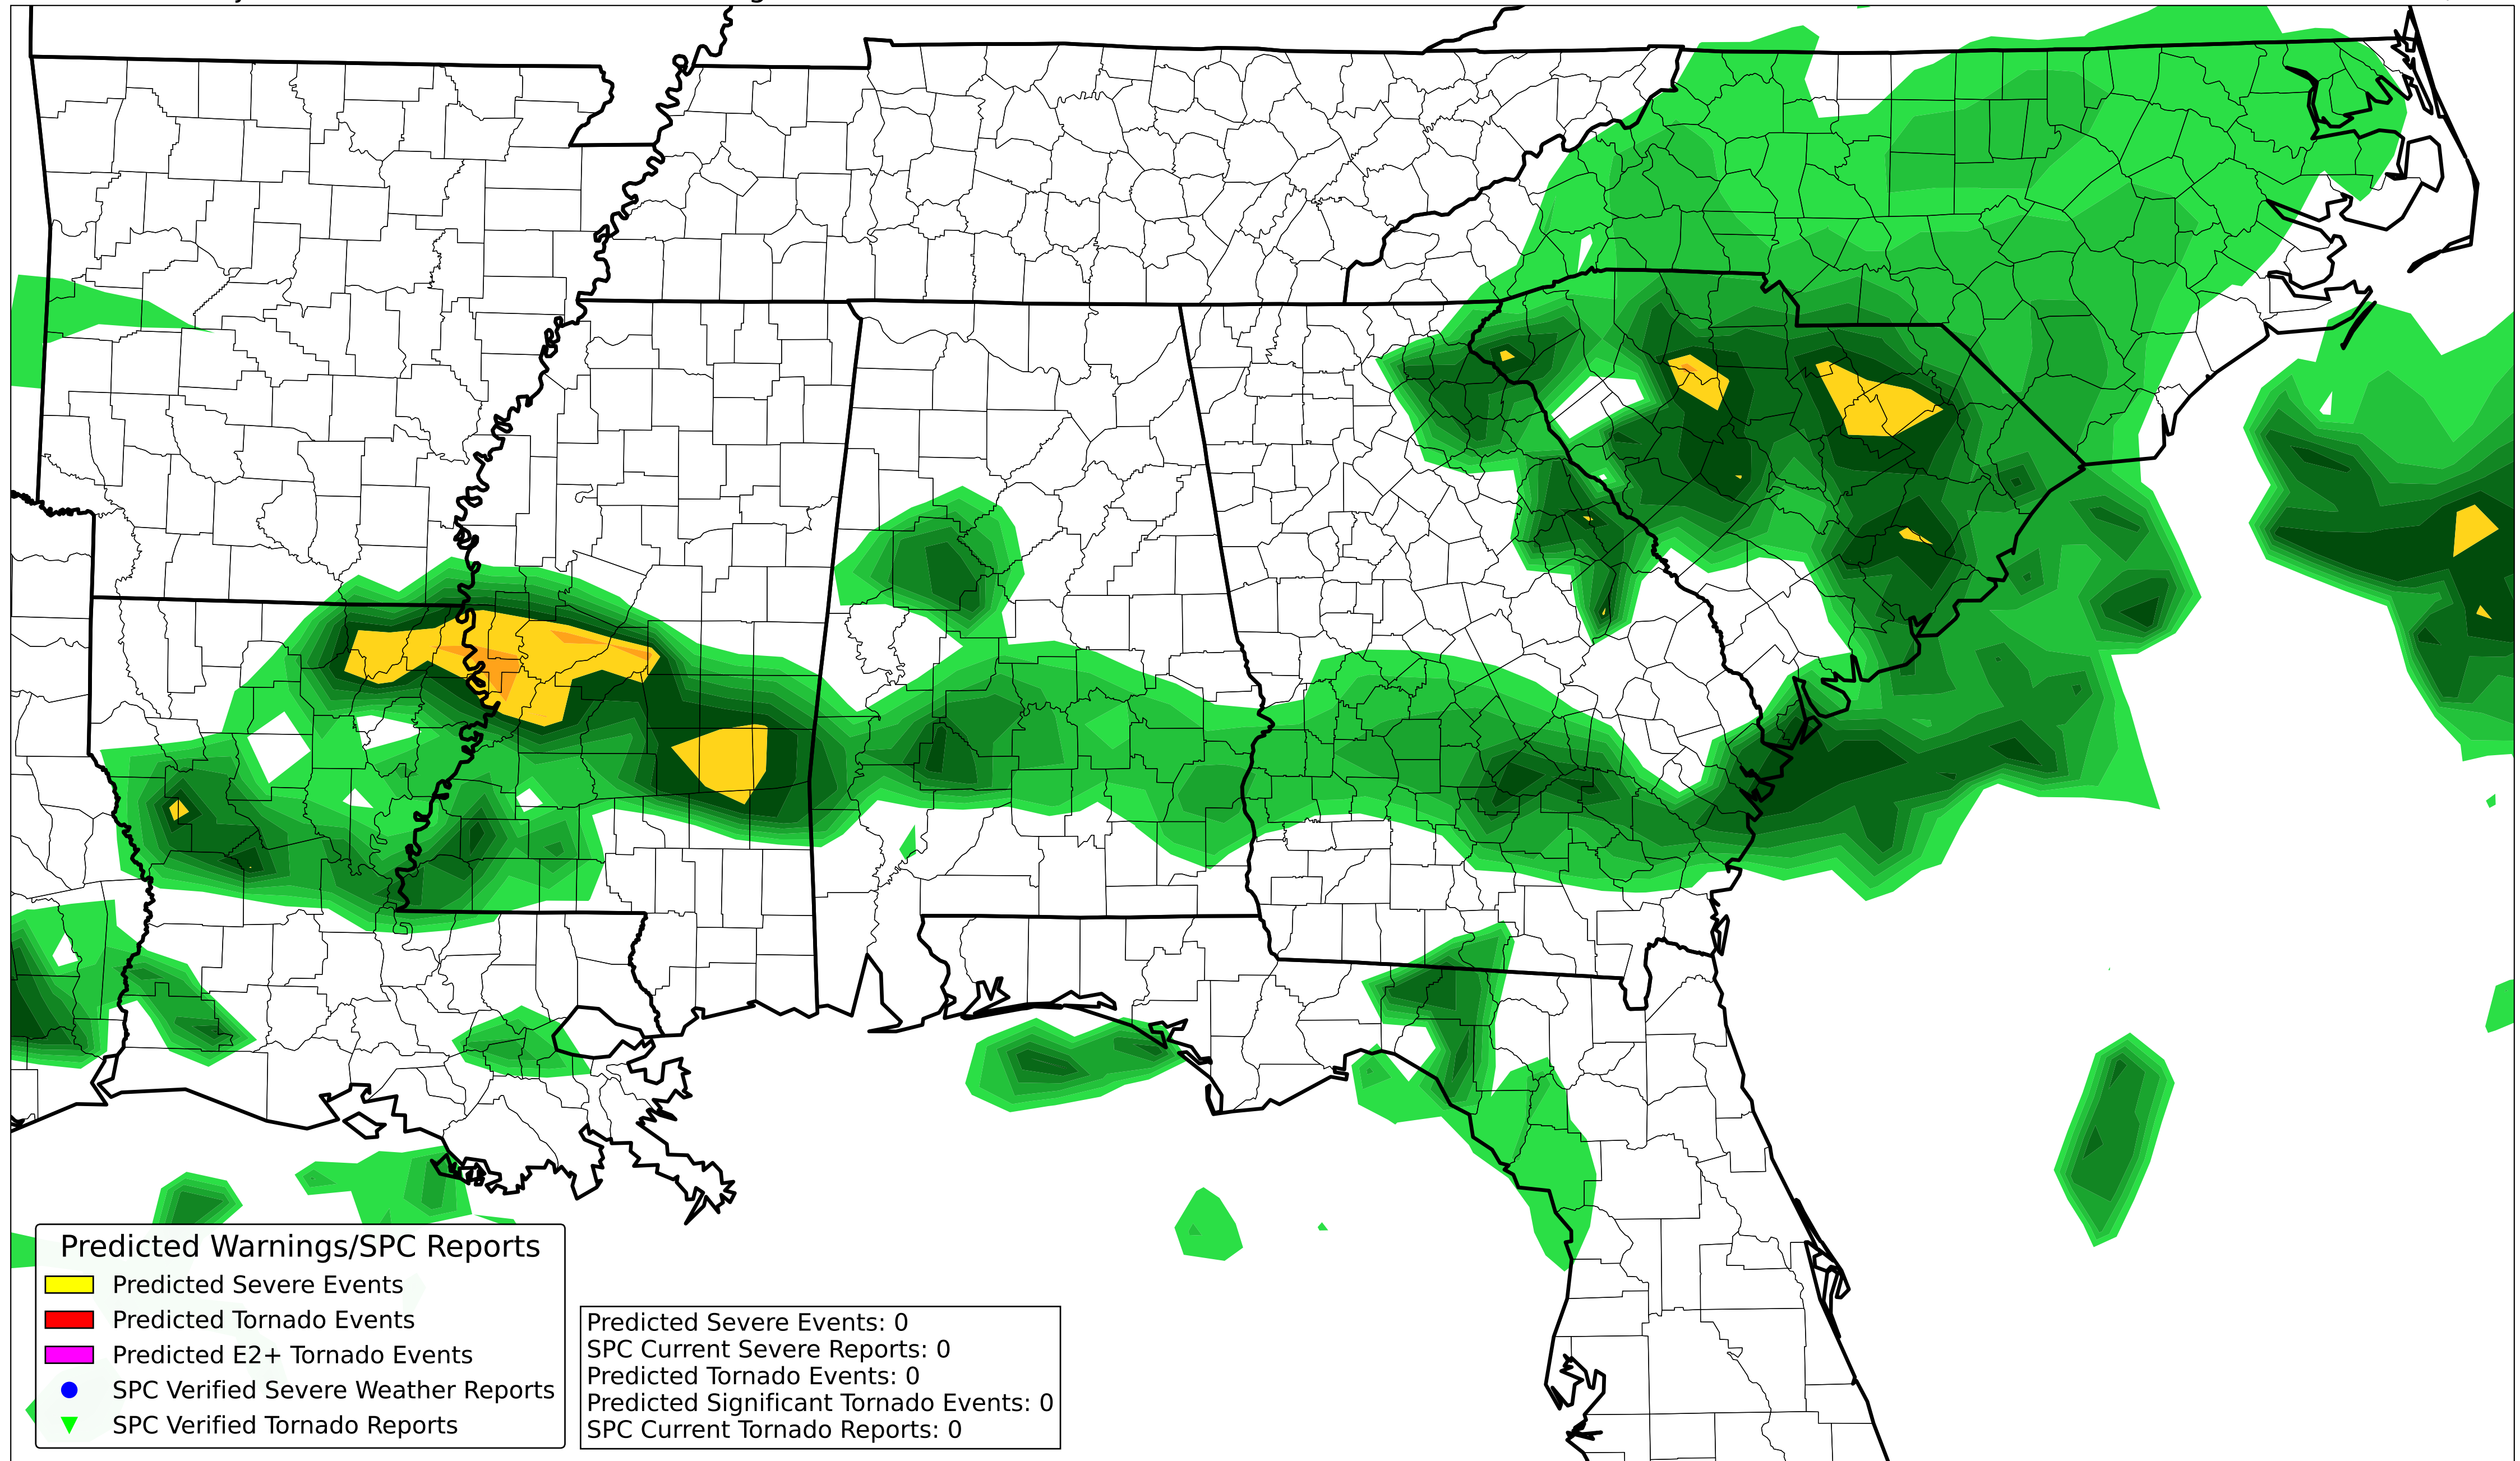 Predicted Warnings/SPC Reports
Predicted Severe Events
Predicted Tornado Events
Predicted E2+ Tornado Events
SPC Verified Severe Weather Reports
SPC Verified Tornado Reports
Predicted Severe Events: 0
SPC Current Severe Reports: 0
Predicted Tornado Events: 0
Predicted Significant Tornado Events: 0
SPC Current Tornado Reports: 0